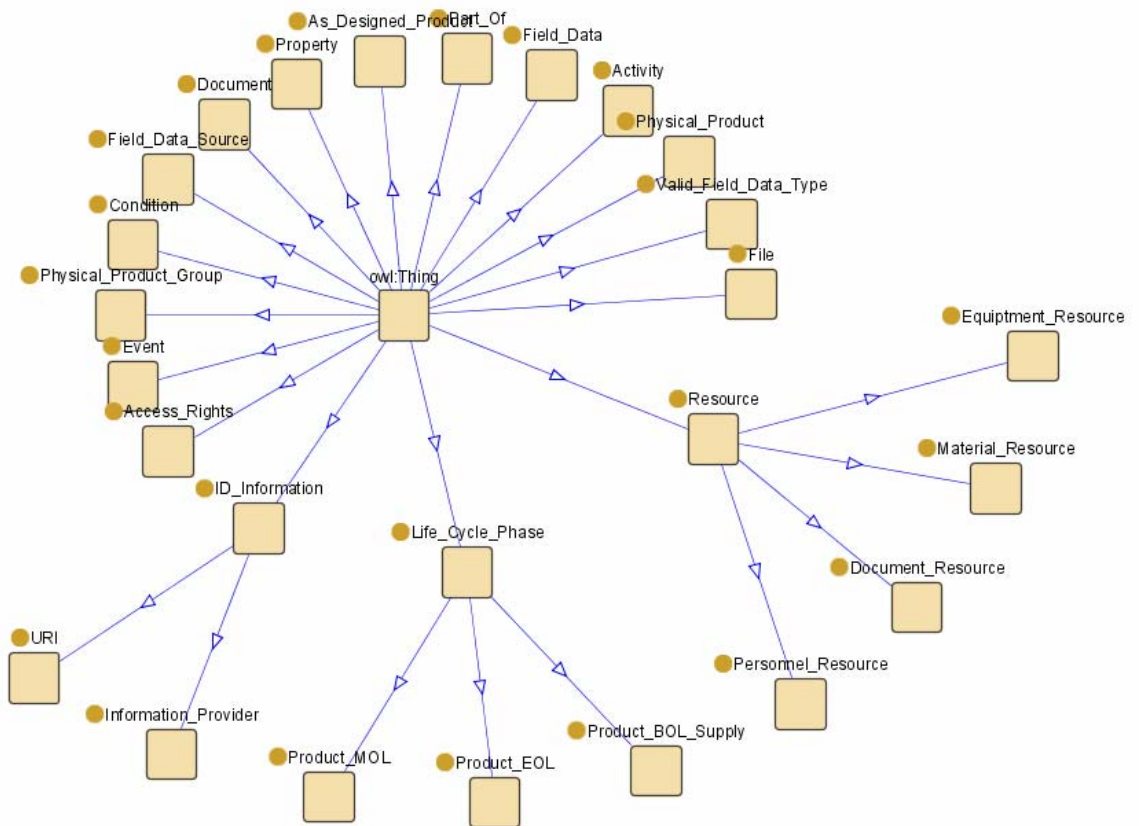 As_Designed_Product
Part_Of
Property
Field_Data
Document
Activity
Field_Data_Source
Physical_Product
Condition
Valid_Field_Data_Type
Physical_Product_Group
owl:Thing
File
Event
Equiptment_Resource
Access_Rights
Resource
Material_Resource
ID_Information
Life_Cycle_Phase
Document_Resource
URI
Personnel_Resource
Information_Provider
Product_BOL_Supply
Product_MOL
Product_EOL